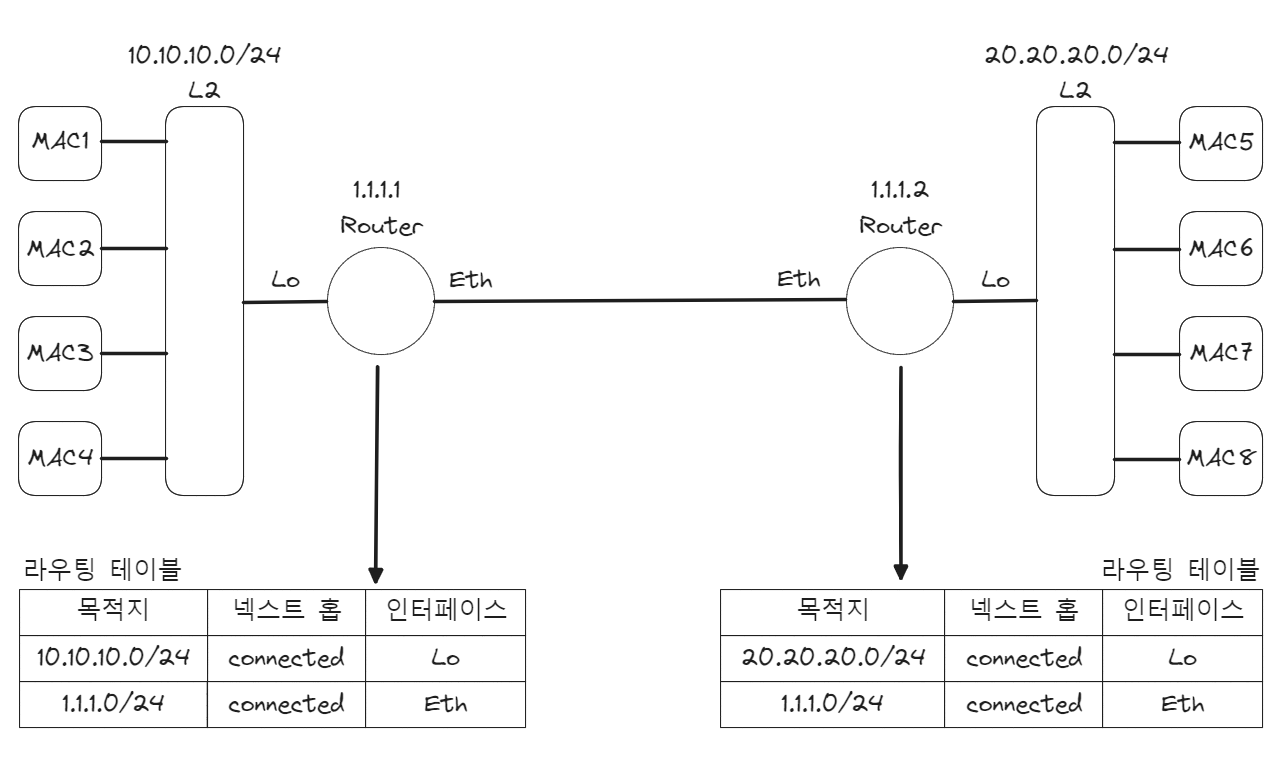 10.10.10.0/24
L2
MAC1
MAC2
MAC3
MAC4
1.1.1.1
Router
Lo
Eth
1.1.1.2
Router
Eth
Lo
20.20.20.0/24
L2
MAC5
MAC6
MAC7
MAC8
라우팅 테이블
목적지 넥스트 홉 인터페이스
10.10.10.0/24 connected Lo
1.1.1.0/24 connected Eth
라우팅 테이블
목적지 넥스트 홉 인터페이스
20.20.20.0/24 connected Lo
1.1.1.0/24 connected Eth